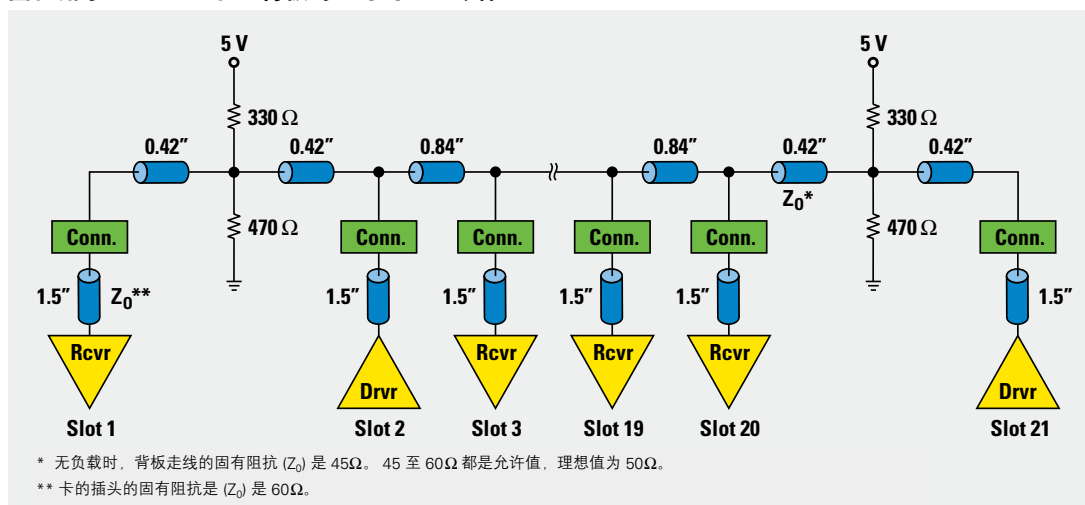 5 V 5 V
330 Ω 330 Ω
0.42″ 0.42″ 0.84″ 0.84″ 0.42″ 0.42″
Z₀*
470 Ω 470 Ω
Conn. Conn. Conn. Conn. Conn. Conn.
1.5″ Z₀** 1.5″ 1.5″ 1.5″ 1.5″ 1.5″
Rcvr Drvr Rcvr Rcvr Rcvr Drvr
Slot 1 Slot 2 Slot 3 Slot 19 Slot 20 Slot 21
* 无负载时，背板走线的固有阻抗 (Z₀) 是 45Ω。 45 至 60Ω 都是允许值，理想值为 50Ω。
** 卡的插头的固有阻抗是 (Z₀) 是 60Ω。